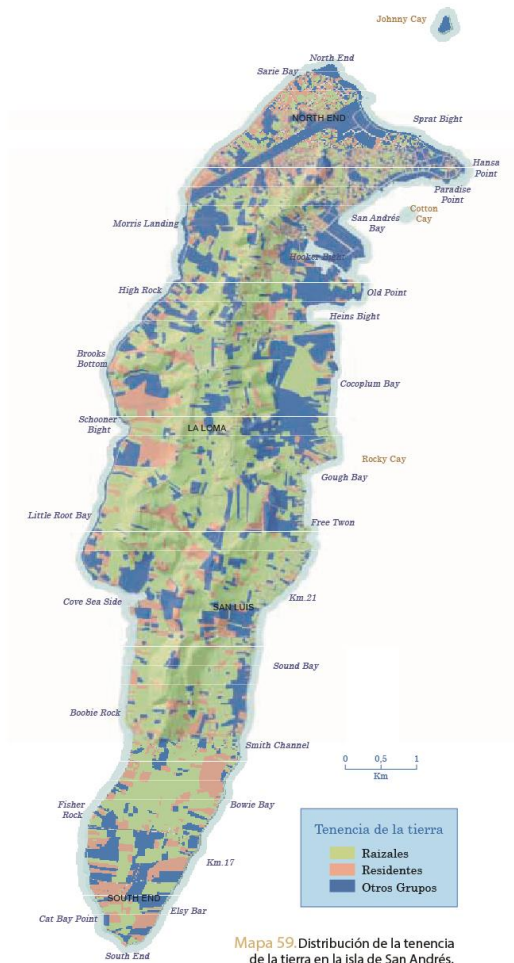 Johnny Cay
North End
Sarie Bay
NORTH END
Sprat Bight
Hansa
Point
Paradise
Point
Cotton
Cay
San Andrés
Bay
Morris Landing
Hooker Bight
High Rock
Old Point
Heins Bight
Brooks
Bottom
Cocoplum Bay
Schooner
Bight
LA LOMA
Rocky Cay
Gough Bay
Little Root Bay
Free Twon
Km.21
Cove Sea Side
SAN LUIS
Sound Bay
Boobie Rock
Smith Channel
0 0,5 1
Km
Fisher
Rock
Bowie Bay
Tenencia de la tierra
Raizales
Residentes
Otros Grupos
Km.17
SOUTH END
Elsy Bar
Cat Bay Point
South End
Mapa 59. Distribución de la tenencia
de la tierra en la isla de San Andrés.